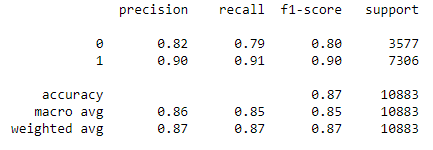 precision recall f1-score support
0 0.82 0.79 0.80 3577
1 0.90 0.91 0.90 7306
accuracy 0.87 10883
macro avg 0.86 0.85 0.85 10883
weighted avg 0.87 0.87 0.87 10883